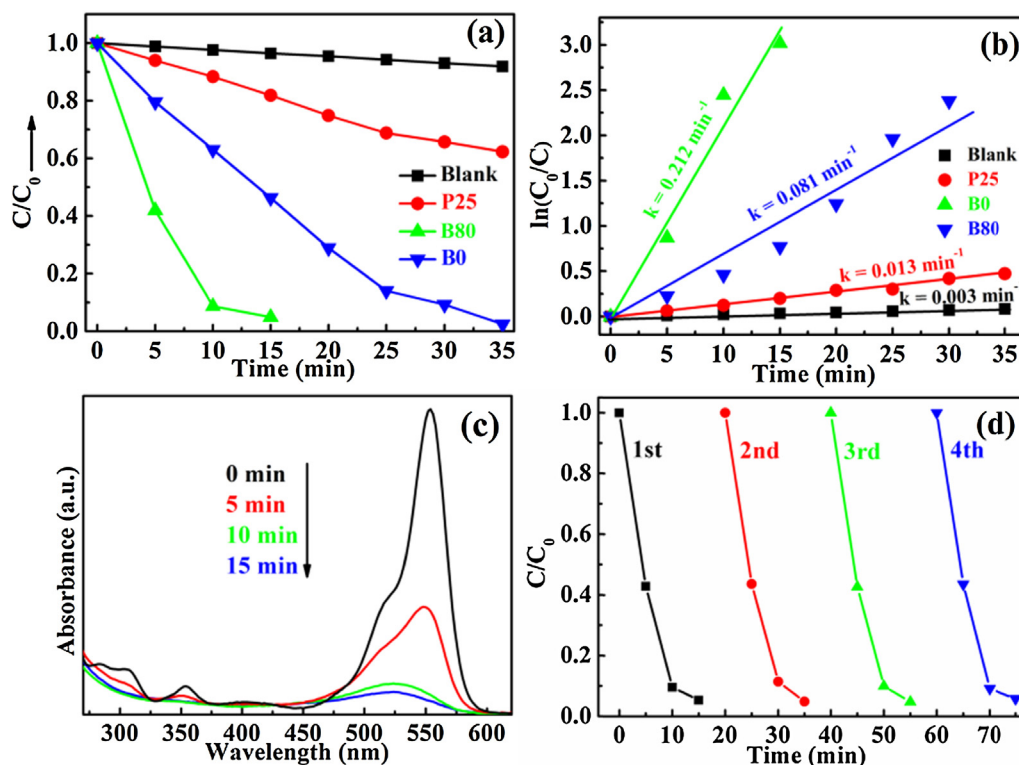 (a)
1.0
0.8
0.6
0.4
0.2
0.0
C/C0
Blank
P25
B80
B0
0 5 10 15 20 25 30 35
Time (min)
(b)
3.0
2.5
2.0
1.5
1.0
0.5
0.0
ln(C0/C)
k = 0.212 min-1
k = 0.081 min-1
Blank
P25
B0
B80
k = 0.013 min-1
k = 0.003 min-
0 5 10 15 20 25 30 35
Time (min)
(c)
Absorbance (a.u.)
0 min
5 min
10 min
15 min
300 350 400 450 500 550 600
Wavelength (nm)
(d)
1.0
0.8
0.6
0.4
0.2
0.0
C/C0
1st
2nd
3rd
4th
0 10 20 30 40 50 60 70
Time (min)